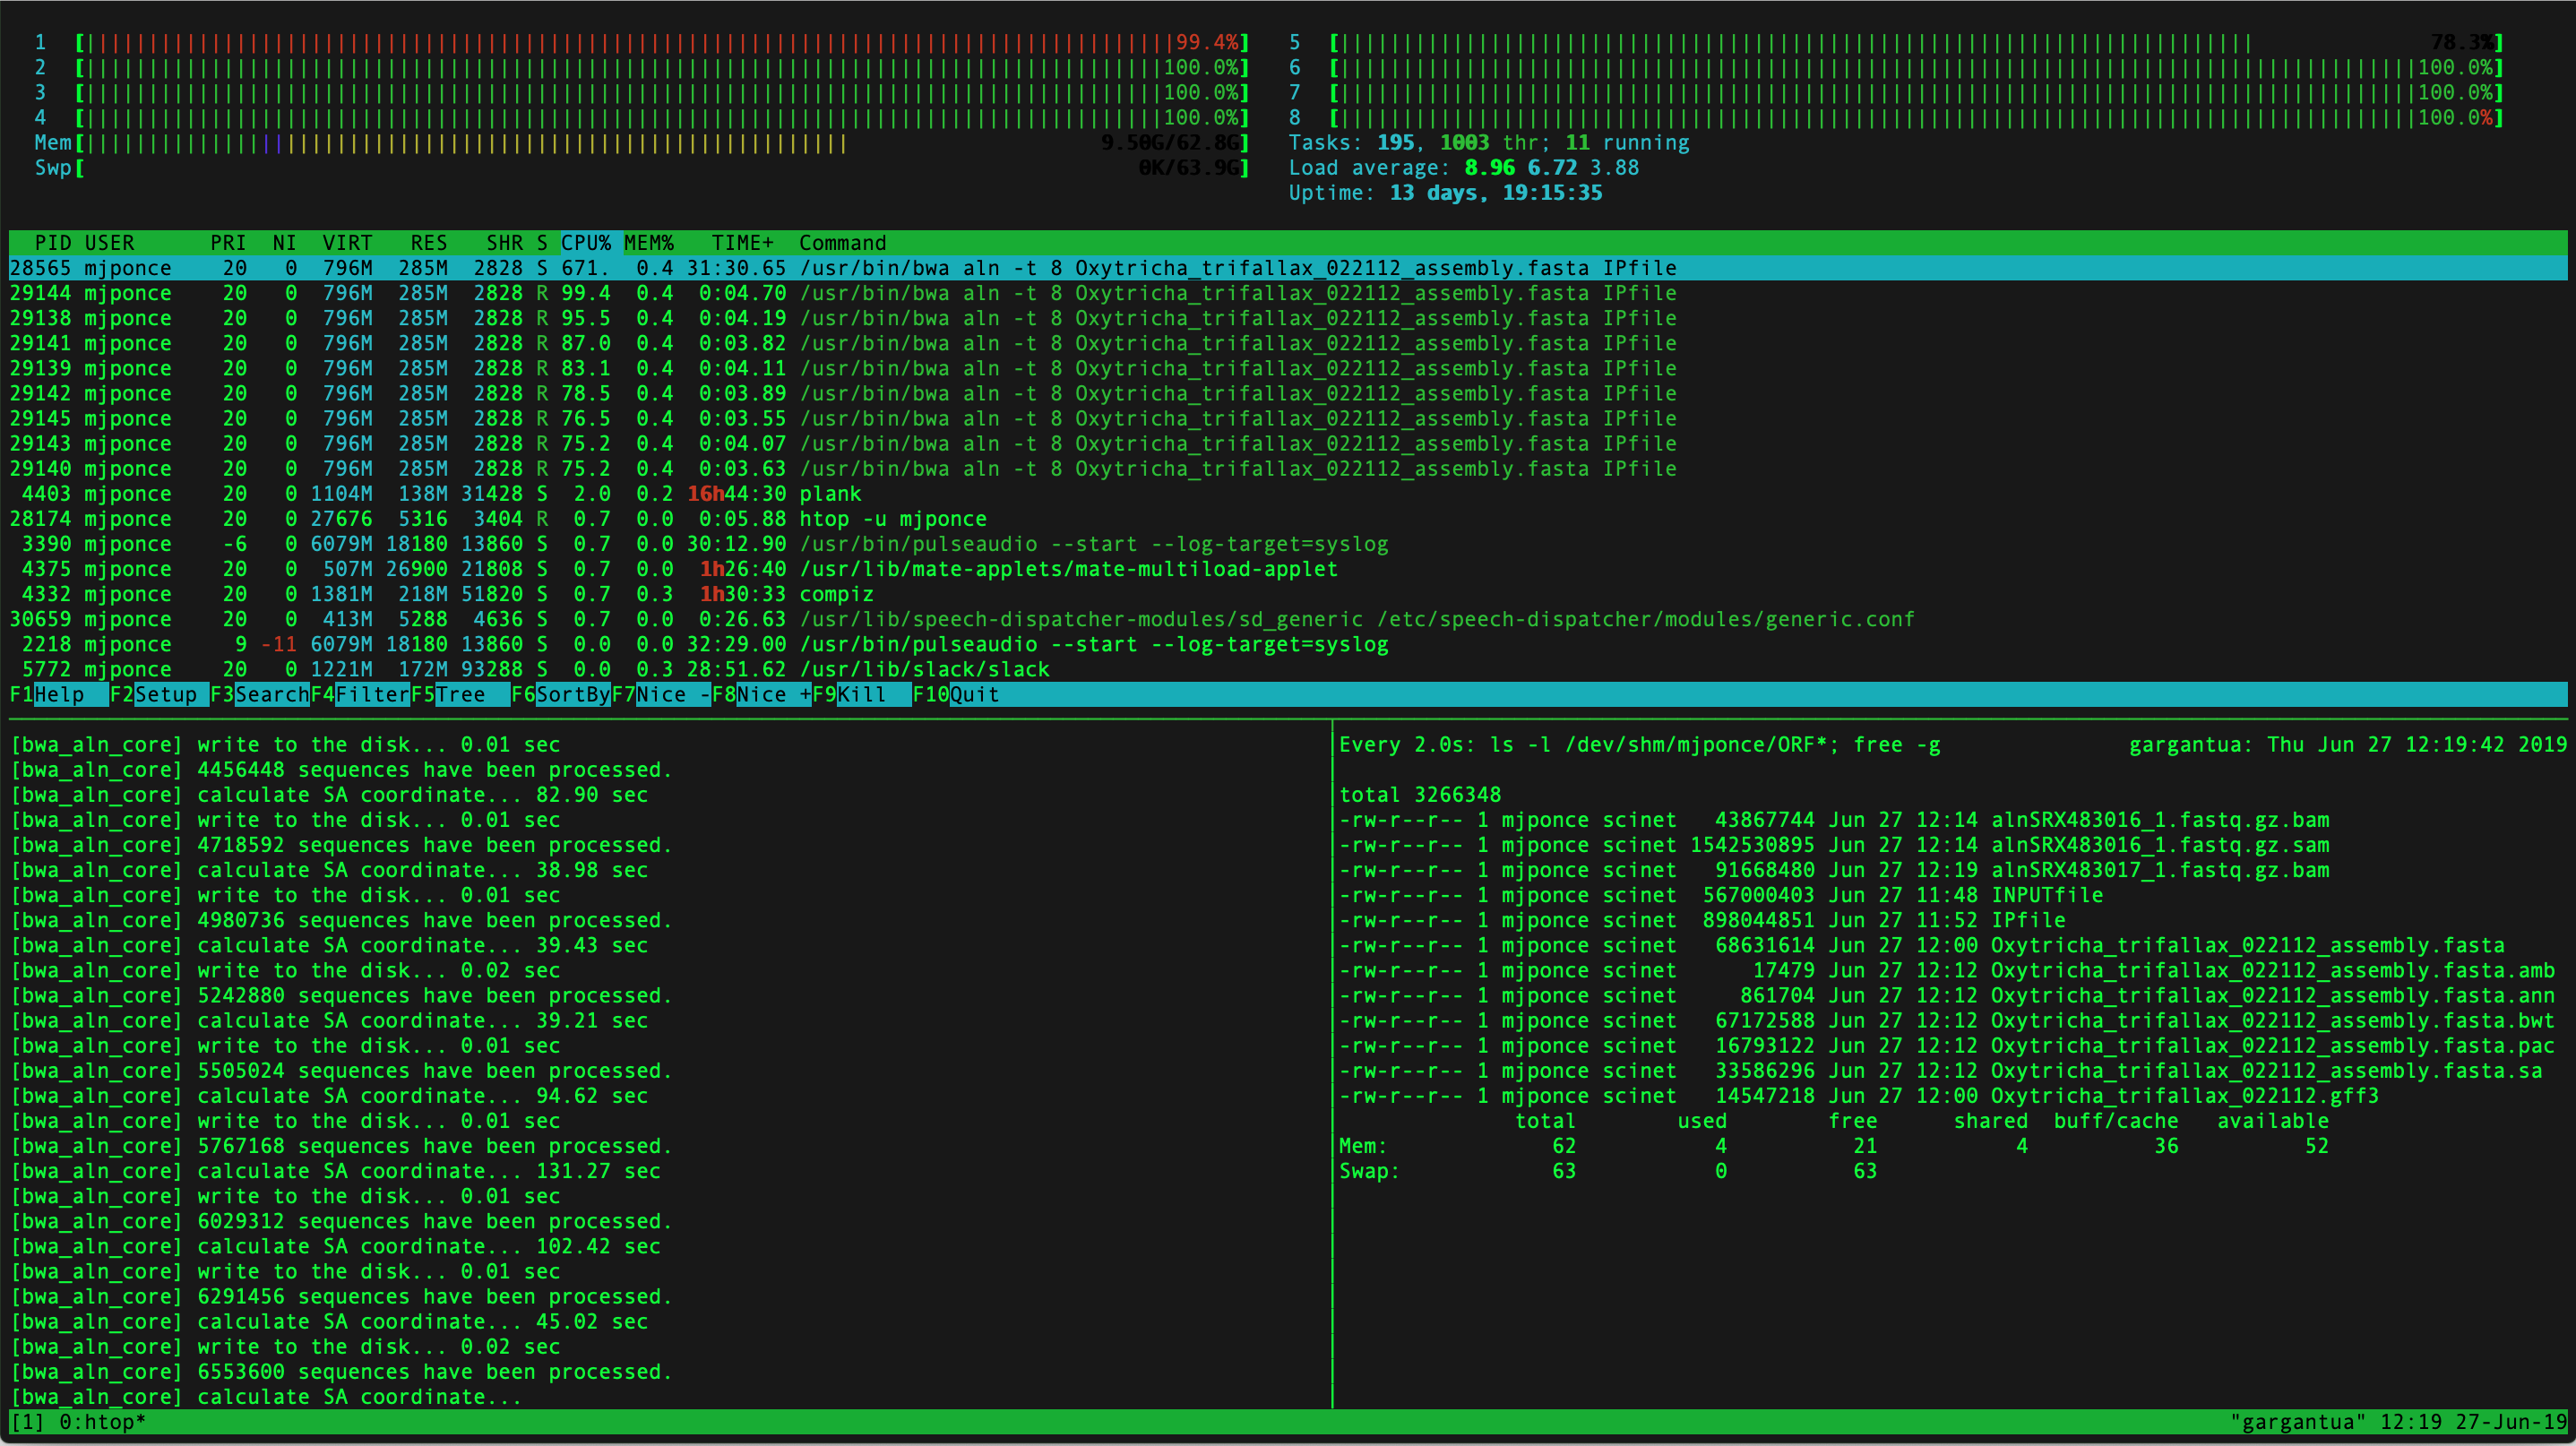 1 [ 99.4%] 5 [ 78.3%]
2 [ 100.0%] 6 [ 100.0%]
3 [ 100.0%] 7 [ 100.0%]
4 [ 100.0%] 8 [ 100.0%]
Mem[ 9.50G/62.8G] Tasks: 195, 1003 thr; 11 running
Swp[ 0K/63.9G] Load average: 8.96 6.72 3.88
Uptime: 13 days, 19:15:35
PID USER PRI NI VIRT RES SHR S CPU% MEM% TIME+ Command
28565 mjponce 20 0 796M 285M 2828 S 671. 0.4 31:30.65 /usr/bin/bwa aln -t 8 Oxytricha_trifallax_022112_assembly.fasta IPfile
29144 mjponce 20 0 796M 285M 2828 R 99.4 0.4 0:04.70 /usr/bin/bwa aln -t 8 Oxytricha_trifallax_022112_assembly.fasta IPfile
29138 mjponce 20 0 796M 285M 2828 R 95.5 0.4 0:04.19 /usr/bin/bwa aln -t 8 Oxytricha_trifallax_022112_assembly.fasta IPfile
29141 mjponce 20 0 796M 285M 2828 R 87.0 0.4 0:03.82 /usr/bin/bwa aln -t 8 Oxytricha_trifallax_022112_assembly.fasta IPfile
29139 mjponce 20 0 796M 285M 2828 R 83.1 0.4 0:04.11 /usr/bin/bwa aln -t 8 Oxytricha_trifallax_022112_assembly.fasta IPfile
29142 mjponce 20 0 796M 285M 2828 R 78.5 0.4 0:03.89 /usr/bin/bwa aln -t 8 Oxytricha_trifallax_022112_assembly.fasta IPfile
29145 mjponce 20 0 796M 285M 2828 R 76.5 0.4 0:03.55 /usr/bin/bwa aln -t 8 Oxytricha_trifallax_022112_assembly.fasta IPfile
29143 mjponce 20 0 796M 285M 2828 R 75.2 0.4 0:04.07 /usr/bin/bwa aln -t 8 Oxytricha_trifallax_022112_assembly.fasta IPfile
29140 mjponce 20 0 796M 285M 2828 R 75.2 0.4 0:03.63 /usr/bin/bwa aln -t 8 Oxytricha_trifallax_022112_assembly.fasta IPfile
4403 mjponce 20 0 1104M 138M 31428 S 2.0 0.2 16h44:30 plank
28174 mjponce 20 0 27676 5316 3404 R 0.7 0.0 0:05.88 htop -u mjponce
3390 mjponce -6 0 6079M 18180 13860 S 0.7 0.0 30:12.90 /usr/bin/pulseaudio --start --log-target=syslog
4375 mjponce 20 0 507M 26900 21808 S 0.7 0.0 1h26:40 /usr/lib/mate-applets/mate-multiload-applet
4332 mjponce 20 0 1381M 218M 51820 S 0.7 0.3 1h30:33 compiz
30659 mjponce 20 0 413M 5288 4636 S 0.7 0.0 0:26.63 /usr/lib/speech-dispatcher-modules/sd_generic /etc/speech-dispatcher/modules/generic.conf
2218 mjponce 9 -11 6079M 18180 13860 S 0.0 0.0 32:29.00 /usr/bin/pulseaudio --start --log-target=syslog
5772 mjponce 20 0 1221M 172M 93288 S 0.0 0.3 28:51.62 /usr/lib/slack/slack
F1Help F2Setup F3SearchF4FilterF5Tree F6SortByF7Nice -F8Nice +F9Kill F10Quit
[bwa_aln_core] write to the disk... 0.01 sec
[bwa_aln_core] 4456448 sequences have been processed.
[bwa_aln_core] calculate SA coordinate... 82.90 sec
[bwa_aln_core] write to the disk... 0.01 sec
[bwa_aln_core] 4718592 sequences have been processed.
[bwa_aln_core] calculate SA coordinate... 38.98 sec
[bwa_aln_core] write to the disk... 0.01 sec
[bwa_aln_core] 4980736 sequences have been processed.
[bwa_aln_core] calculate SA coordinate... 39.43 sec
[bwa_aln_core] write to the disk... 0.02 sec
[bwa_aln_core] 5242880 sequences have been processed.
[bwa_aln_core] calculate SA coordinate... 39.21 sec
[bwa_aln_core] write to the disk... 0.01 sec
[bwa_aln_core] 5505024 sequences have been processed.
[bwa_aln_core] calculate SA coordinate... 94.62 sec
[bwa_aln_core] write to the disk... 0.01 sec
[bwa_aln_core] 5767168 sequences have been processed.
[bwa_aln_core] calculate SA coordinate... 131.27 sec
[bwa_aln_core] write to the disk... 0.01 sec
[bwa_aln_core] 6029312 sequences have been processed.
[bwa_aln_core] calculate SA coordinate... 102.42 sec
[bwa_aln_core] write to the disk... 0.01 sec
[bwa_aln_core] 6291456 sequences have been processed.
[bwa_aln_core] calculate SA coordinate... 45.02 sec
[bwa_aln_core] write to the disk... 0.02 sec
[bwa_aln_core] 6553600 sequences have been processed.
[bwa_aln_core] calculate SA coordinate...
Every 2.0s: ls -l /dev/shm/mjponce/ORF*; free -g gargantua: Thu Jun 27 12:19:42 2019
total 3266348
-rw-r--r-- 1 mjponce scinet 43867744 Jun 27 12:14 alnSRX483016_1.fastq.gz.bam
-rw-r--r-- 1 mjponce scinet 1542530895 Jun 27 12:14 alnSRX483016_1.fastq.gz.sam
-rw-r--r-- 1 mjponce scinet 91668480 Jun 27 12:19 alnSRX483017_1.fastq.gz.bam
-rw-r--r-- 1 mjponce scinet 567000403 Jun 27 11:48 INPUTfile
-rw-r--r-- 1 mjponce scinet 898044851 Jun 27 11:52 IPfile
-rw-r--r-- 1 mjponce scinet 68631614 Jun 27 12:00 Oxytricha_trifallax_022112_assembly.fasta
-rw-r--r-- 1 mjponce scinet 17479 Jun 27 12:12 Oxytricha_trifallax_022112_assembly.fasta.amb
-rw-r--r-- 1 mjponce scinet 861704 Jun 27 12:12 Oxytricha_trifallax_022112_assembly.fasta.ann
-rw-r--r-- 1 mjponce scinet 67172588 Jun 27 12:12 Oxytricha_trifallax_022112_assembly.fasta.bwt
-rw-r--r-- 1 mjponce scinet 16793122 Jun 27 12:12 Oxytricha_trifallax_022112_assembly.fasta.pac
-rw-r--r-- 1 mjponce scinet 33586296 Jun 27 12:12 Oxytricha_trifallax_022112_assembly.fasta.sa
-rw-r--r-- 1 mjponce scinet 14547218 Jun 27 12:00 Oxytricha_trifallax_022112.gff3
total used free shared buff/cache available
Mem: 62 4 21 4 36 52
Swap: 63 0 63
[1] 0:htop* "gargantua" 12:19 27-Jun-19